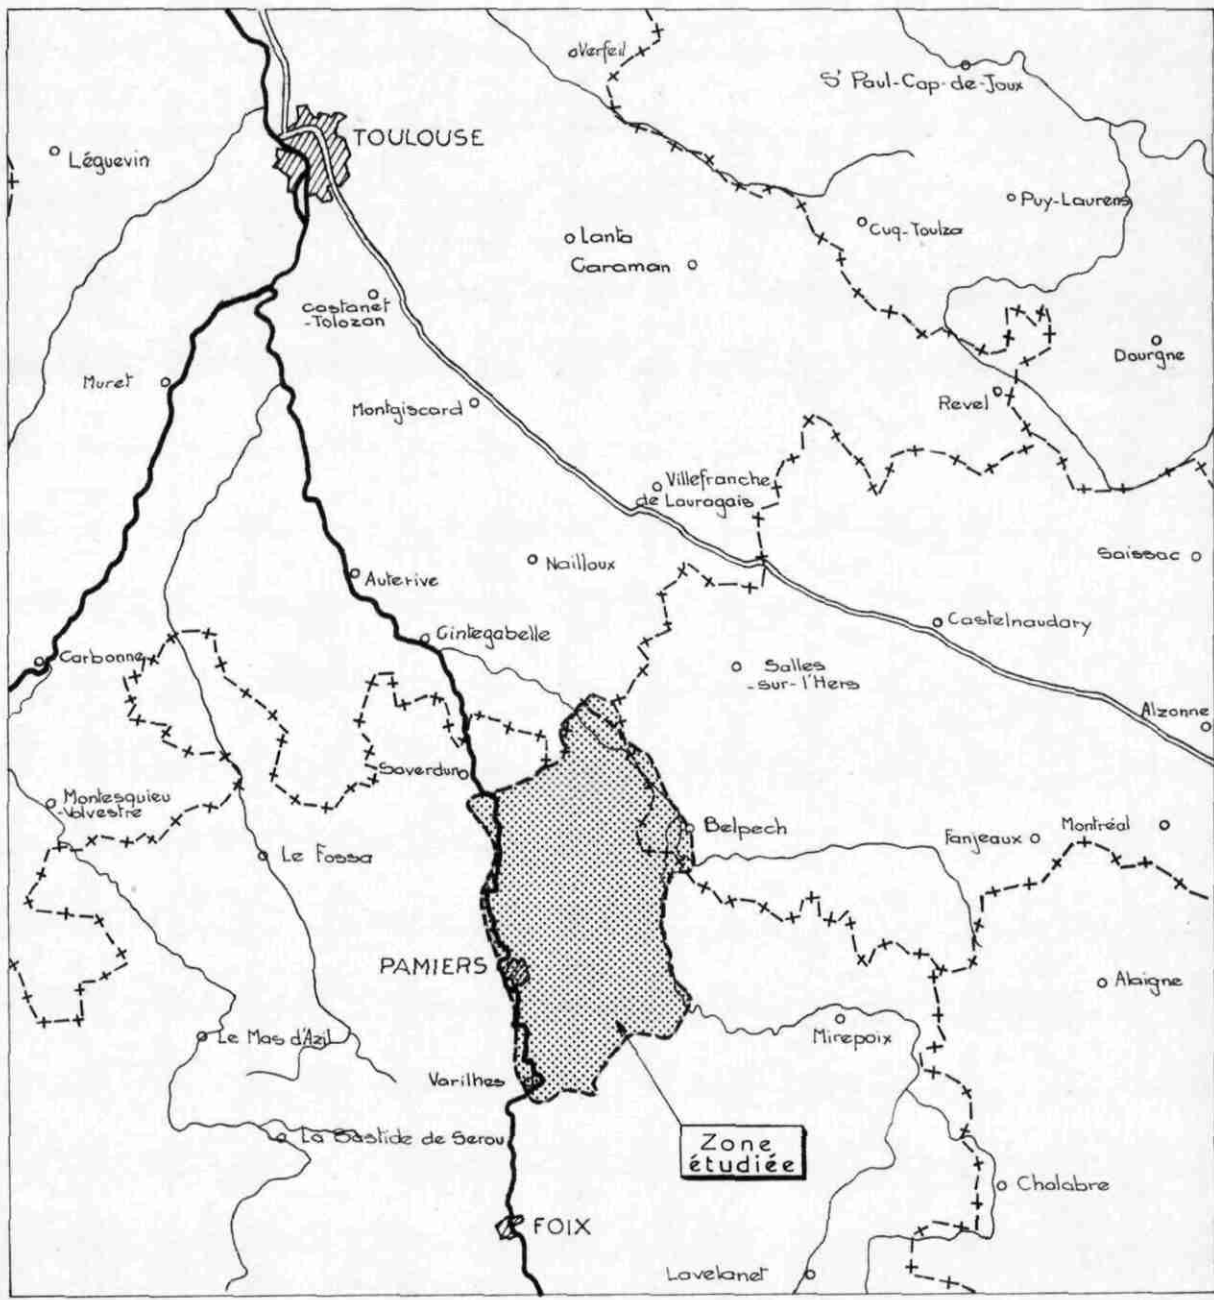 Verfeil
St Paul-Cap-de-Joux
TOULOUSE
Léguevin
Puy-Laurens
Cuq-Toulza
Lanta
Caraman
Castanet
-Tolozan
Dourgne
Muret
Revel
Montgiscard
Villefranche
de Lauragais
Saissac
Nailloux
Auterive
Castelnaudary
Cintegabelle
Carbonne
Salles
-sur-l'Hers
Alzonne
Saverdun
Montesquieu
-Volvestre
Belpech
Montréal
Fanjeaux
Le Fossa
PAMIERS
Alaigne
Le Mas d'Azil
Mirepoix
Varilhes
La Bastide de Serou
Zone
étudiée
Chalabre
FOIX
Lavelanet